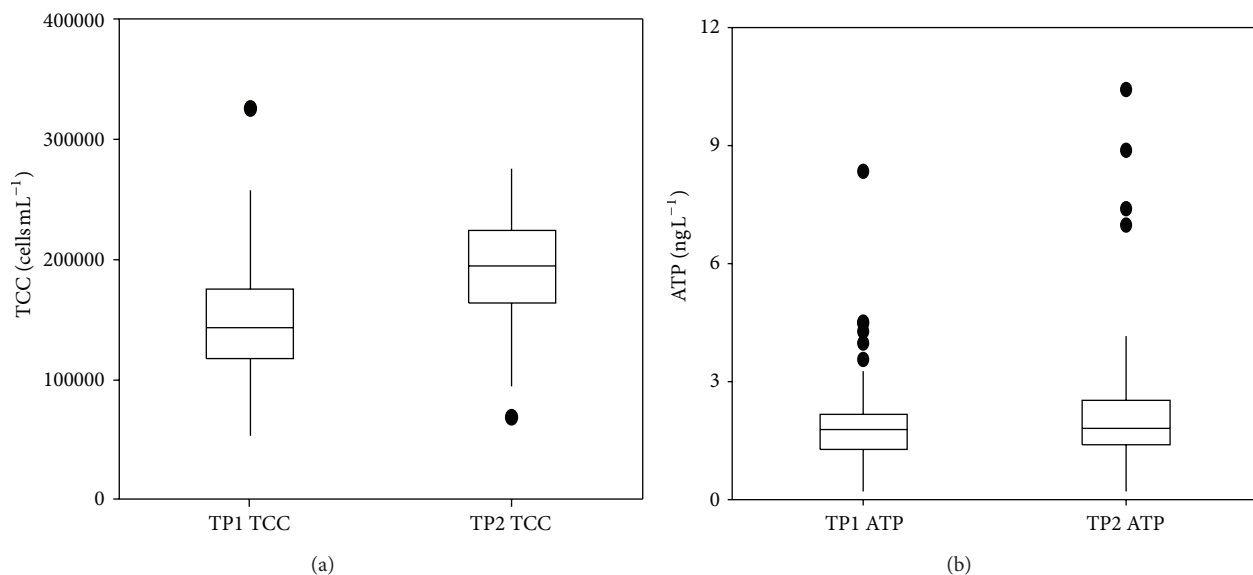 400000
300000
200000
100000
0
TCC (cells mL⁻¹)
TP1 TCC
TP2 TCC
(a)
12
9
6
3
0
ATP (ng L⁻¹)
TP1 ATP
TP2 ATP
(b)